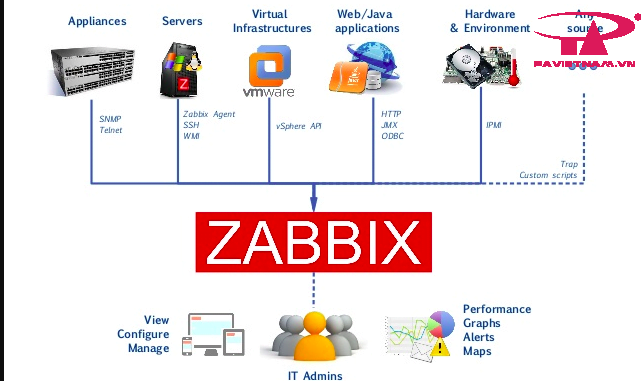 Appliances
Servers
Virtual
Infrastructures
Web/Java
applications
Hardware
& Environment
Any
source
PAVIETNAM.VN
vmware
Z
SNMP
Telnet
Zabbix Agent
SSH
WMI
vSphere API
HTTP
JMX
ODBC
IPMI
Trap
Custom scripts
ZABBIX
View
Configure
Manage
IT Admins
Performance
Graphs
Alerts
Maps